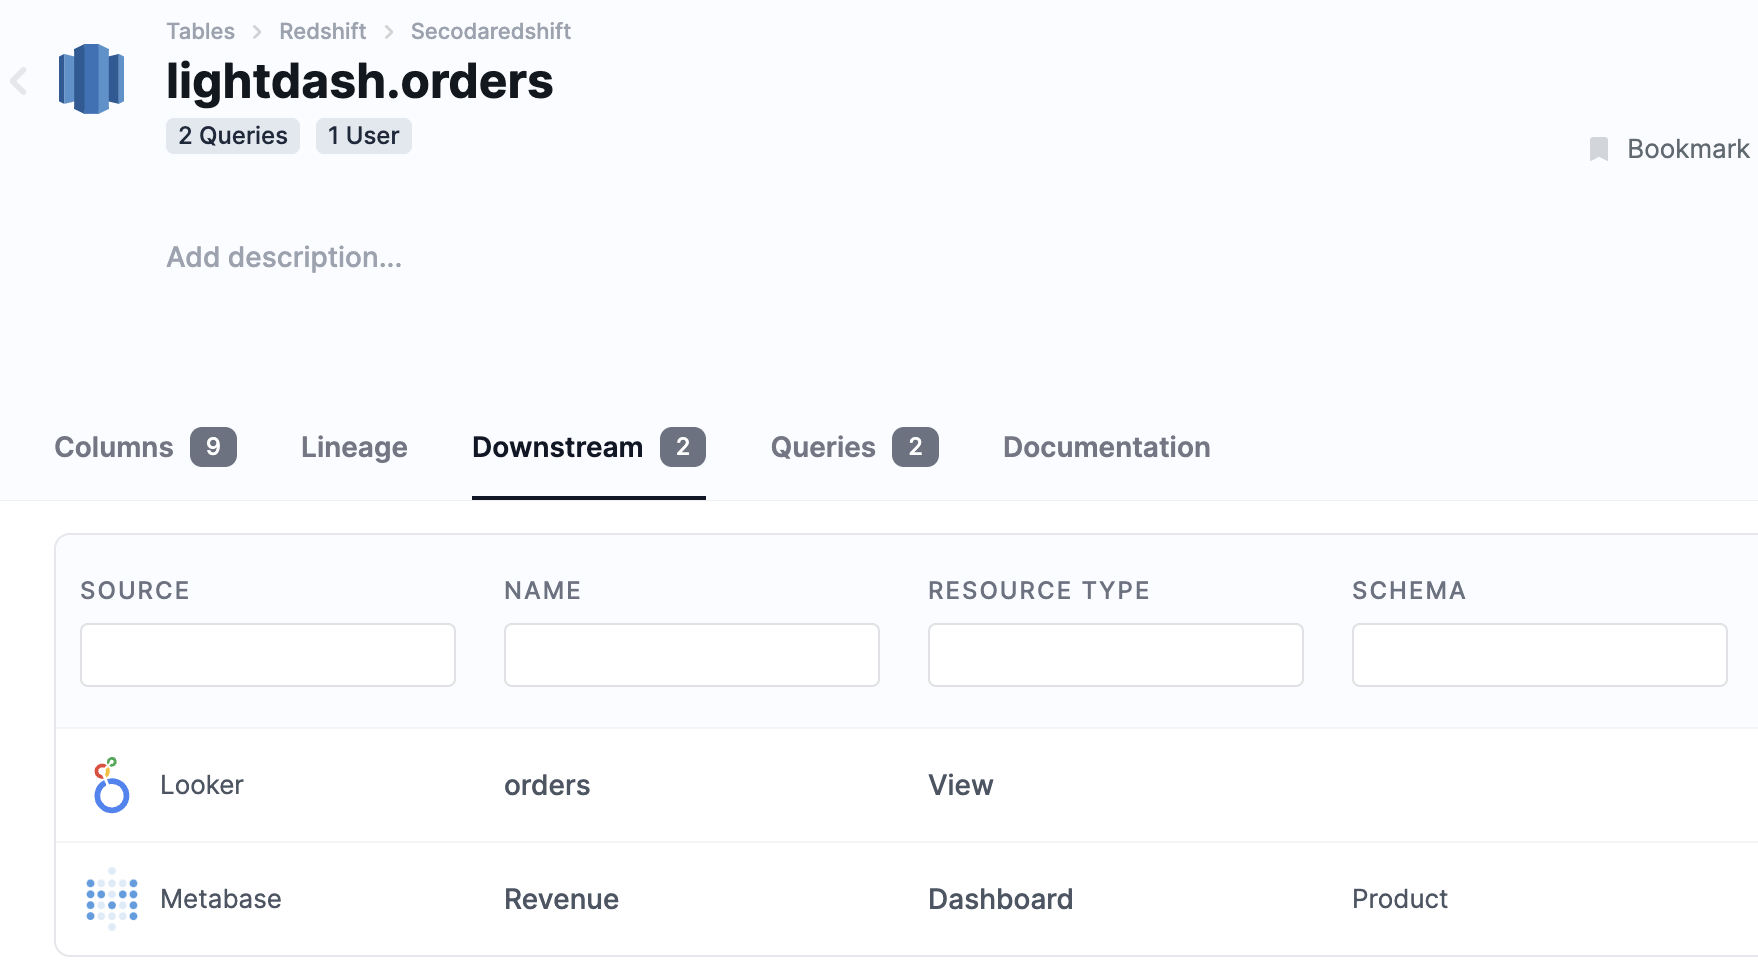 Tables > Redshift > Secodaredshift
lightdash.orders
2 Queries 1 User
Bookmark
Add description...
Columns 9 Lineage Downstream 2 Queries 2 Documentation
SOURCE NAME RESOURCE TYPE SCHEMA
Looker orders View
Metabase Revenue Dashboard Product